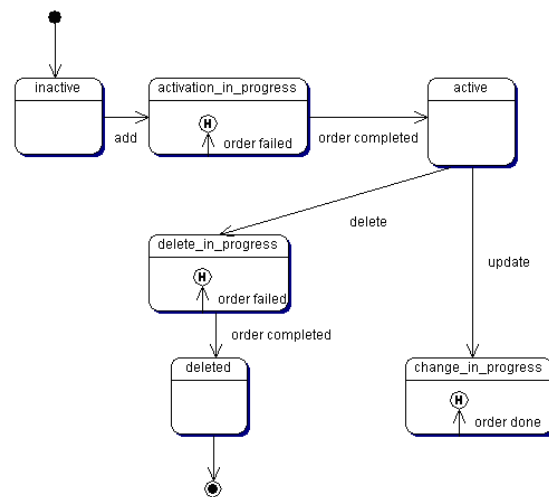 inactive
activation_in_progress
active
H
order failed
add
order completed
delete
delete_in_progress
H
order failed
update
order completed
deleted
change_in_progress
H
order done